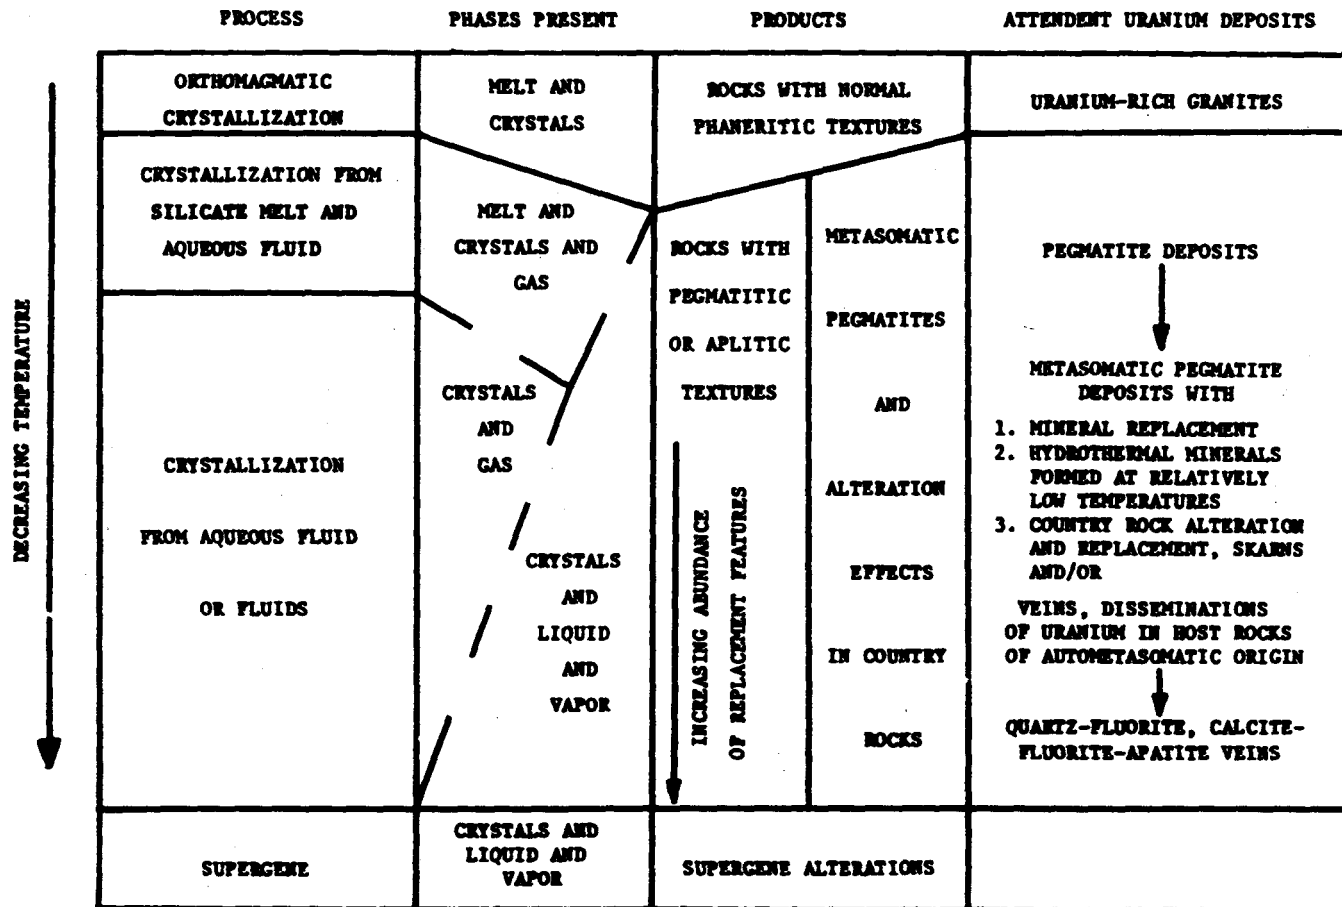 PROCESS
PHASES PRESENT
PRODUCTS
ATTENDENT URANIUM DEPOSITS
DECREASING TEMPERATURE
ORTHOMAGMATIC
CRYSTALLIZATION
MELT AND
CRYSTALS
ROCKS WITH NORMAL
PHANERITIC TEXTURES
URANIUM-RICH GRANITES
CRYSTALLIZATION FROM
SILICATE MELT AND
AQUEOUS FLUID
MELT AND
CRYSTALS AND
GAS
CRYSTALLIZATION
FROM AQUEOUS FLUID
OR FLUIDS
CRYSTALS
AND
GAS
CRYSTALS
AND
LIQUID
AND
VAPOR
ROCKS WITH
PEGMATITIC
OR APLITIC
TEXTURES
INCREASING ABUNDANCE
OF REPLACEMENT FEATURES
METASOMATIC
PEGMATITES
AND
ALTERATION
EFFECTS
IN COUNTRY
ROCKS
PEGMATITE DEPOSITS
METASOMATIC PEGMATITE
DEPOSITS WITH
1. MINERAL REPLACEMENT
2. HYDROTHERMAL MINERALS
FORMED AT RELATIVELY
LOW TEMPERATURES
3. COUNTRY ROCK ALTERATION
AND REPLACEMENT, SKARNS
AND/OR
VEINS, DISSEMINATIONS
OF URANIUM IN HOST ROCKS
OF AUTOMETASOMATIC ORIGIN
QUARTZ-FLUORITE, CALCITE-
FLUORITE-APATITE VEINS
SUPERGENE
CRYSTALS AND
LIQUID AND
VAPOR
SUPERGENE ALTERATIONS